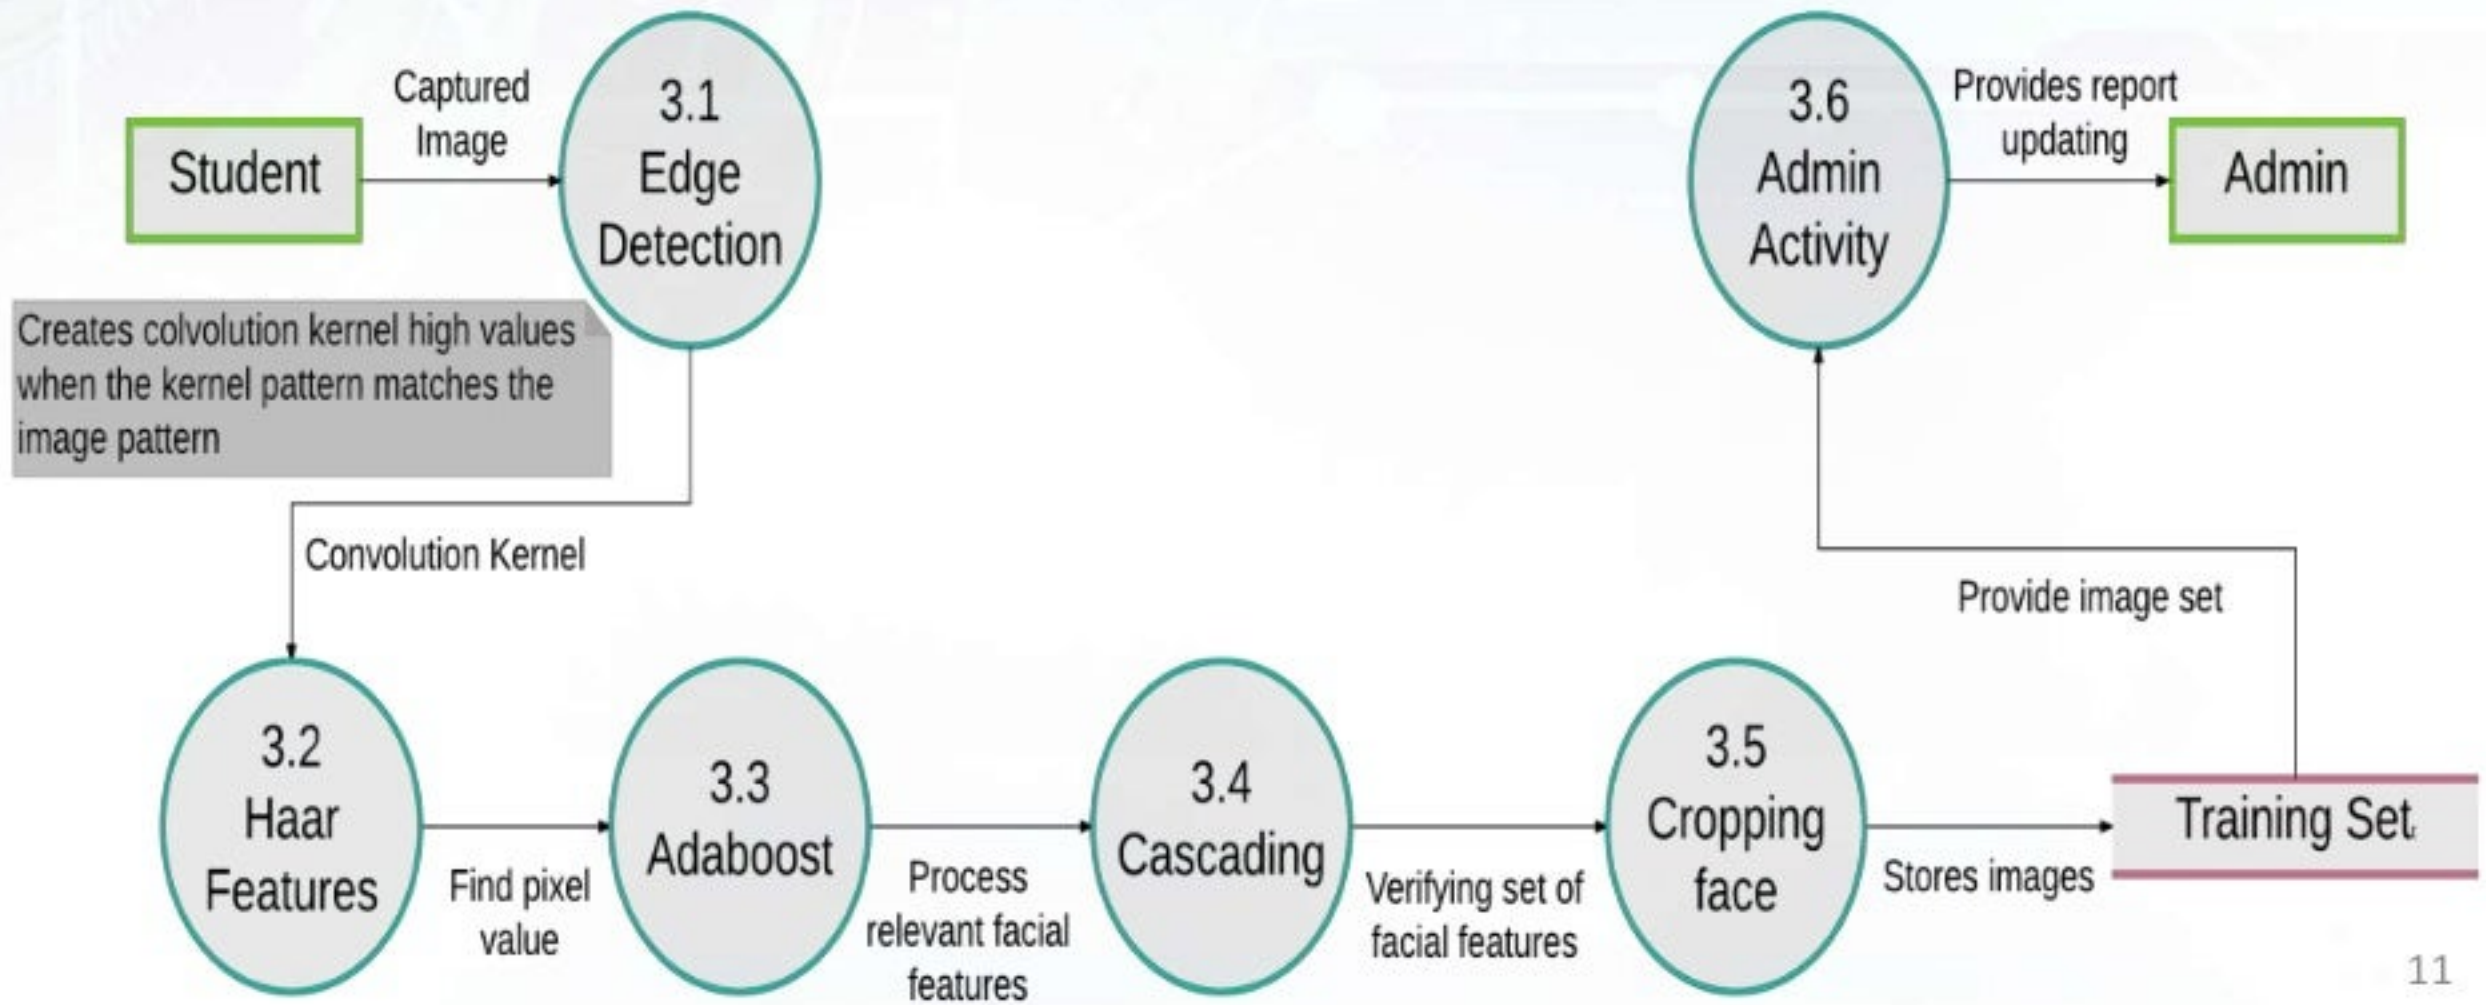 Student
Captured
Image
3.1
Edge
Detection
3.6
Admin
Activity
Provides report
updating
Admin
Creates colvolution kernel high values
when the kernel pattern matches the
image pattern
Convolution Kernel
Provide image set
3.2
Haar
Features
Find pixel
value
3.3
Adaboost
Process
relevant facial
features
3.4
Cascading
Verifying set of
facial features
3.5
Cropping
face
Stores images
Training Set
11